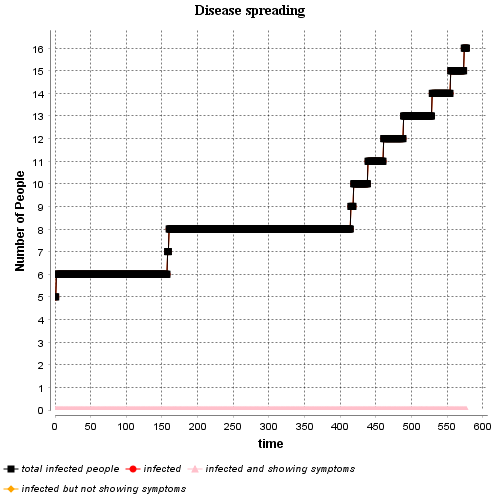 Disease spreading
Number of People
16
15
14
13
12
11
10
9
8
7
6
5
4
3
2
1
0
0 50 100 150 200 250 300 350 400 450 500 550 600
time
total infected people infected infected and showing symptoms
infected but not showing symptoms